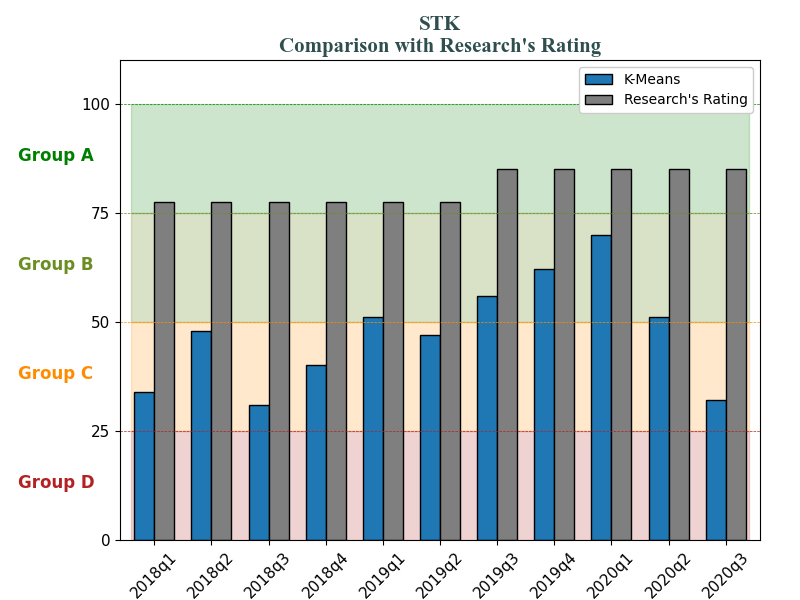 STK
Comparison with Research's Rating
K-Means
Research's Rating
100
Group A
75
Group B
50
Group C
25
Group D
0
2018q1
2018q2
2018q3
2018q4
2019q1
2019q2
2019q3
2019q4
2020q1
2020q2
2020q3